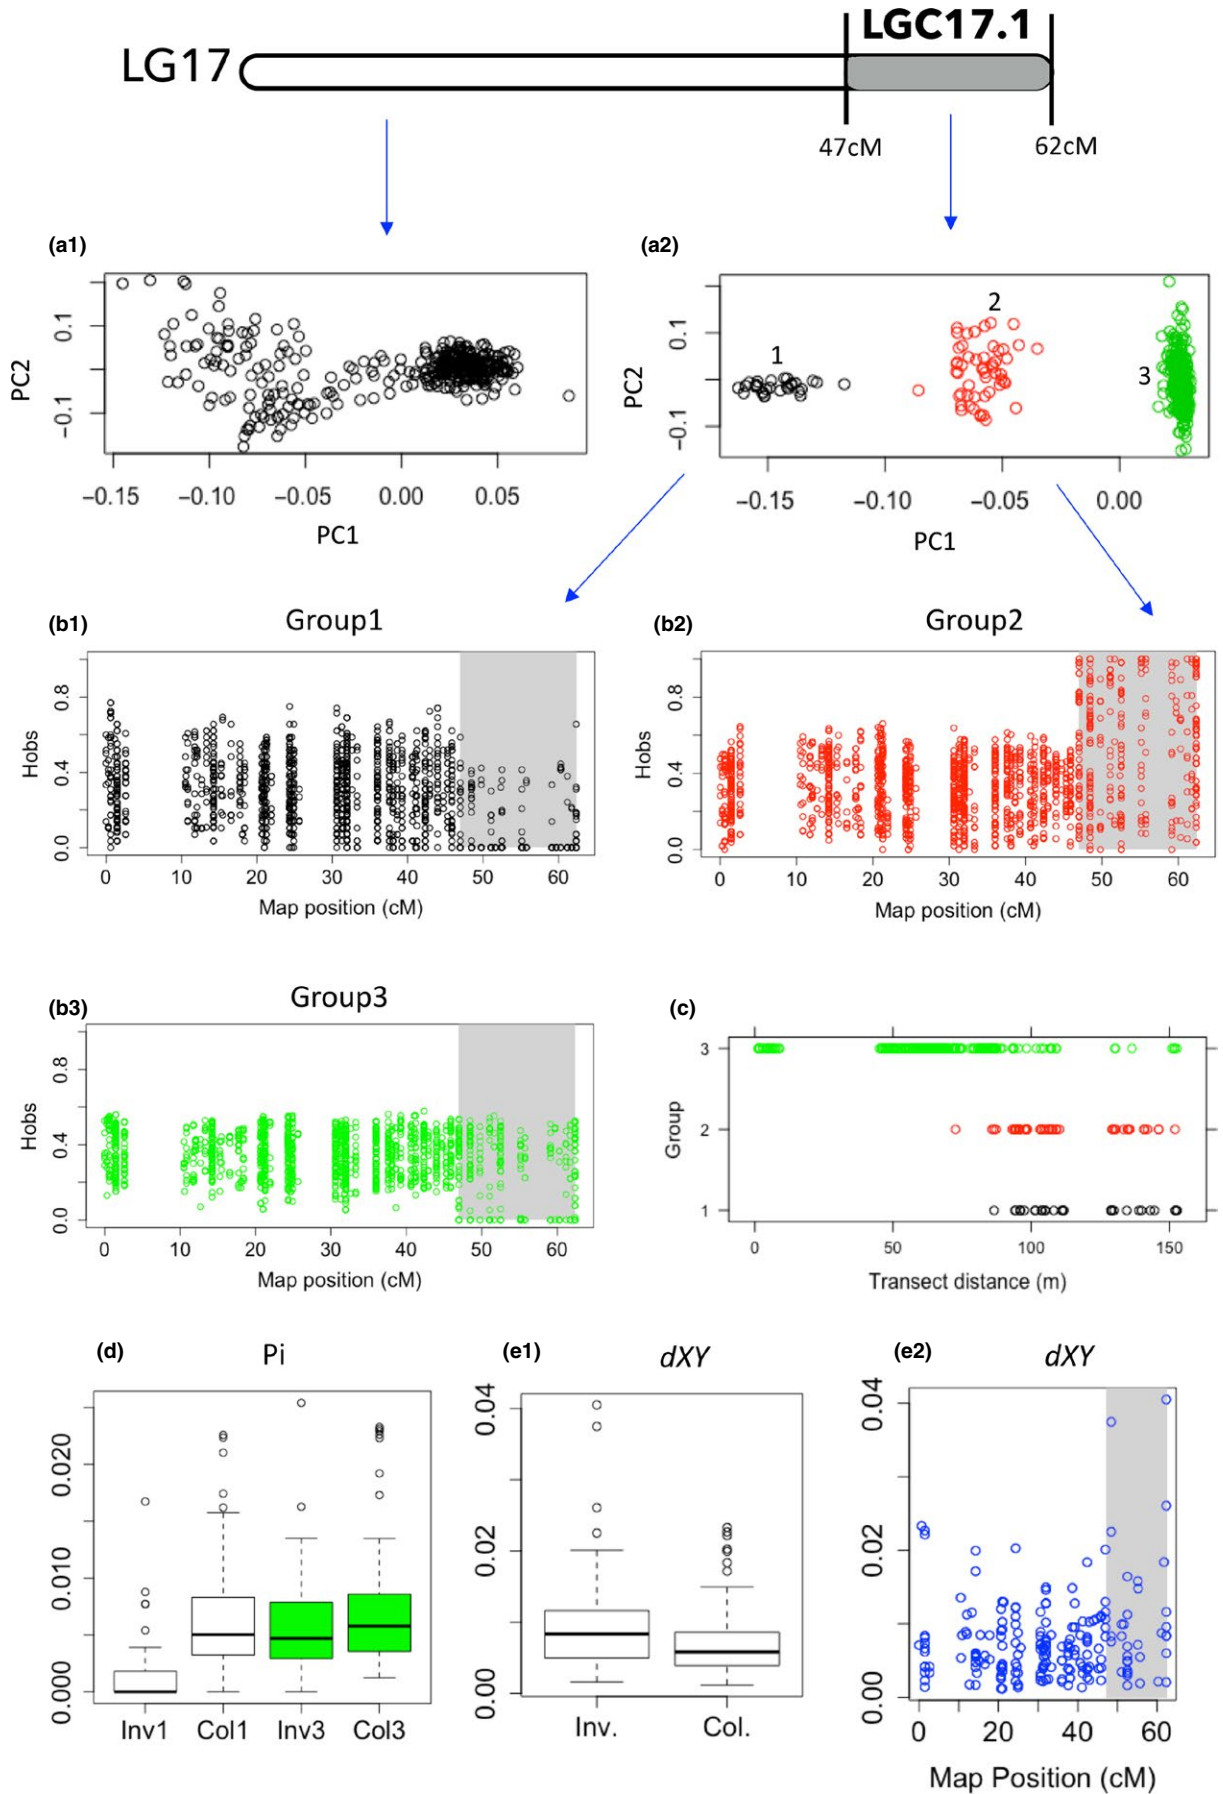 LGC17.1
LG17
47cM 62cM
(a1) (a2)
PC2
0.1
−0.1
−0.15 −0.10 −0.05 0.00 0.05
PC1
PC2
0.1
−0.1
1
2
3
−0.15 −0.10 −0.05 0.00
PC1
(b1) Group1
Hobs
0.8
0.4
0.0
0 10 20 30 40 50 60
Map position (cM)
(b2) Group2
Hobs
0.8
0.4
0.0
0 10 20 30 40 50 60
Map position (cM)
(b3) Group3
Hobs
0.8
0.4
0.0
0 10 20 30 40 50 60
Map position (cM)
(c)
Group
3
2
1
0 50 100 150
Transect distance (m)
(d) Pi
0.020
0.010
0.000
Inv1 Col1 Inv3 Col3
(e1) dXY
0.04
0.02
0.00
Inv. Col.
(e2) dXY
0.04
0.02
0.00
0 20 40 60
Map Position (cM)